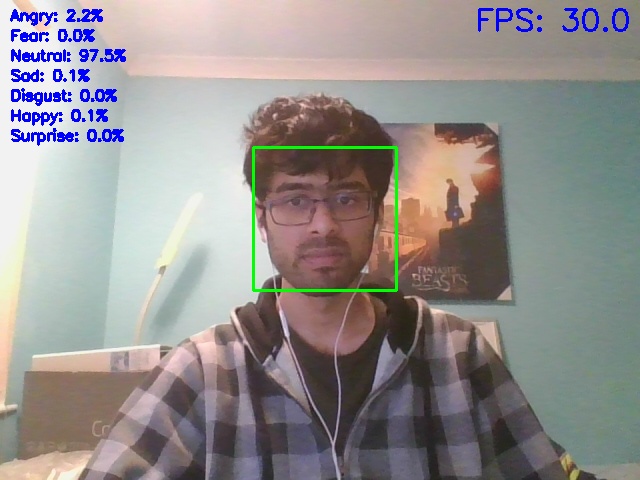 Angry: 2.2%
Fear: 0.0%
Neutral: 97.5%
Sad: 0.1%
Disgust: 0.0%
Happy: 0.1%
Surprise: 0.0%
FPS: 30.0
FANTASTIC
BEASTS